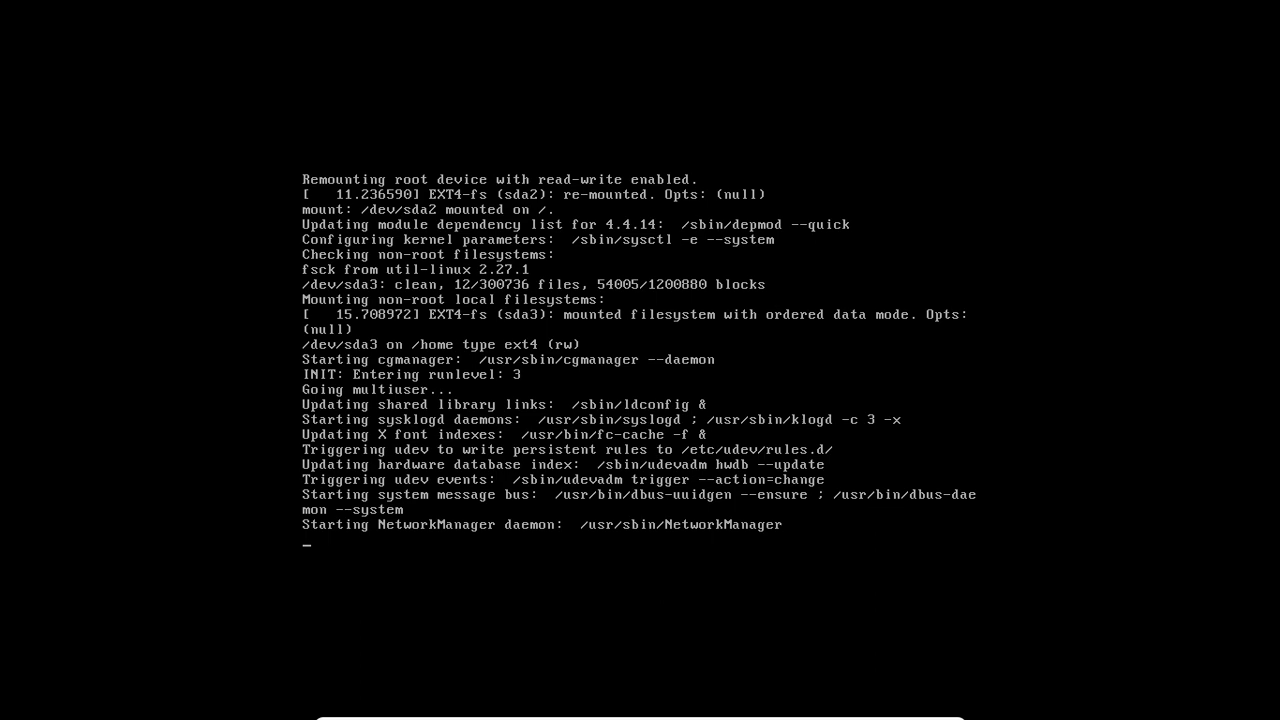 Remounting root device with read-write enabled.
[   11.236590] EXT4-fs (sda2): re-mounted. Opts: (null)
mount: /dev/sda2 mounted on /.
Updating module dependency list for 4.4.14:  /sbin/depmod --quick
Configuring kernel parameters:  /sbin/sysctl -e --system
Checking non-root filesystems:
fsck from util-linux 2.27.1
/dev/sda3: clean, 12/300736 files, 54005/1200880 blocks
Mounting non-root local filesystems:
[   15.708972] EXT4-fs (sda3): mounted filesystem with ordered data mode. Opts:
(null)
/dev/sda3 on /home type ext4 (rw)
Starting cgmanager:  /usr/sbin/cgmanager --daemon
INIT: Entering runlevel: 3
Going multiuser...
Updating shared library links:  /sbin/ldconfig &
Starting sysklogd daemons:  /usr/sbin/syslogd ; /usr/sbin/klogd -c 3 -x
Updating X font indexes:  /usr/bin/fc-cache -f &
Triggering udev to write persistent rules to /etc/udev/rules.d/
Updating hardware database index:  /sbin/udevadm hwdb --update
Triggering udev events:  /sbin/udevadm trigger --action=change
Starting system message bus:  /usr/bin/dbus-uuidgen --ensure ; /usr/bin/dbus-dae
mon --system
Starting NetworkManager daemon:  /usr/sbin/NetworkManager
_